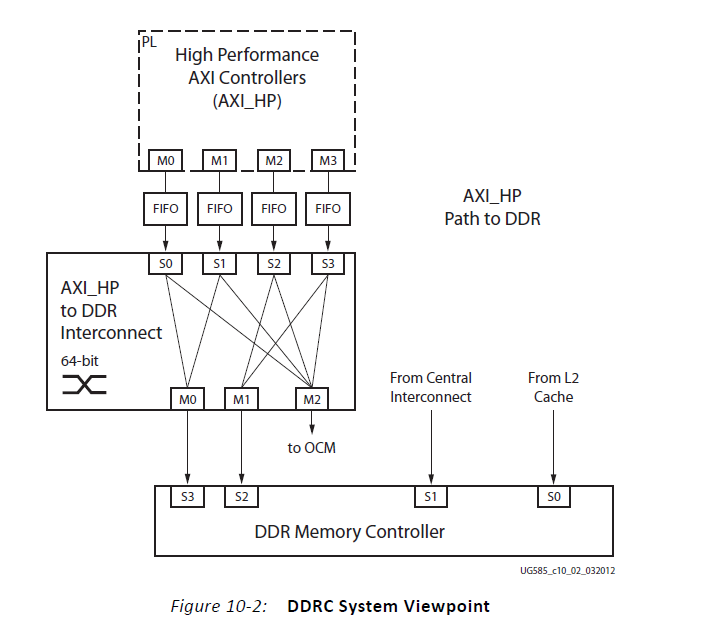 PL
High Performance
AXI Controllers
(AXI_HP)
M0 M1 M2 M3
FIFO FIFO FIFO FIFO
AXI_HP
Path to DDR
S0 S1 S2 S3
AXI_HP
to DDR
Interconnect
64-bit
M0 M1 M2
to OCM
From Central
Interconnect
From L2
Cache
S3 S2 S1 S0
DDR Memory Controller
UG585_c10_02_032012
Figure 10-2: DDRC System Viewpoint